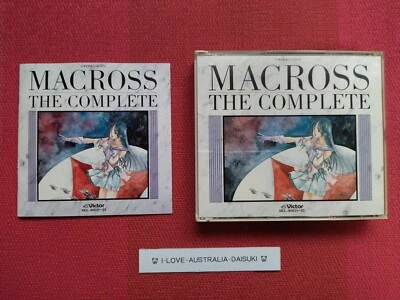 MACROSS
THE COMPLETE
Victor
MACROSS
THE COMPLETE
Victor
I-LOVE-AUSTRALIA-DAISUKI